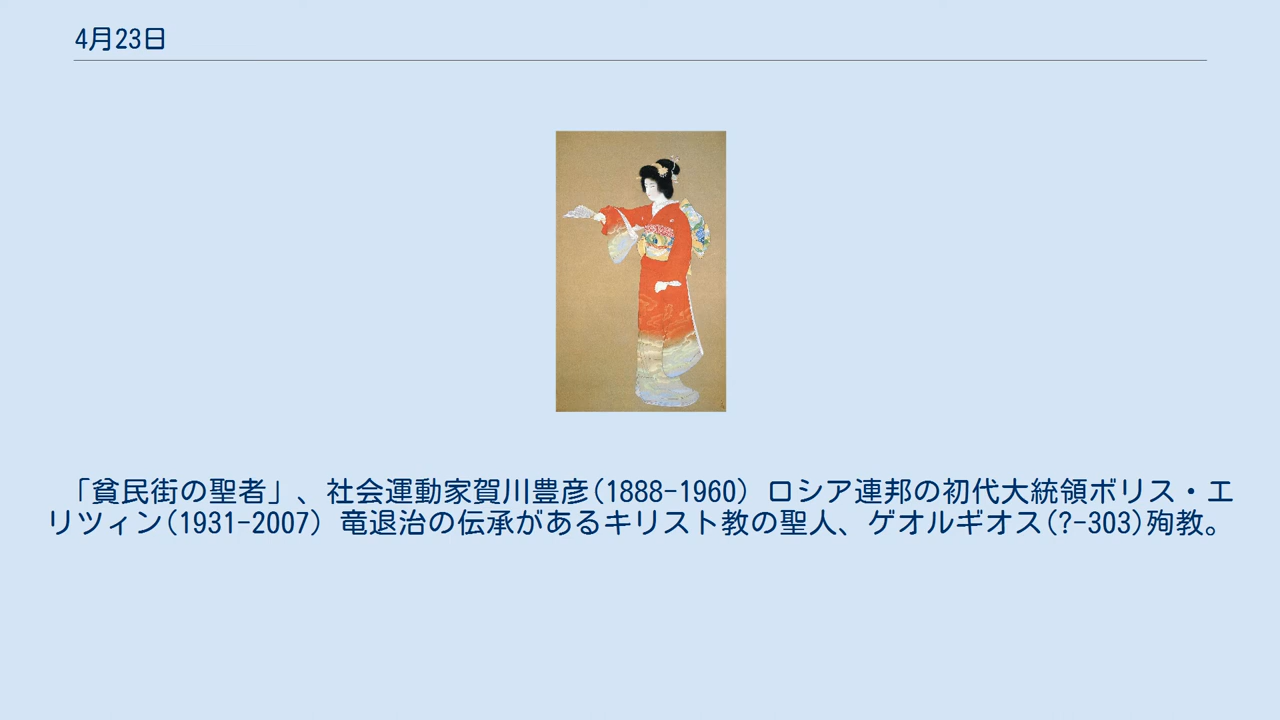 4月23日
「貧民街の聖者」、社会運動家賀川豊彦(1888-1960) ロシア連邦の初代大統領ボリス・エ
リツィン(1931-2007) 竜退治の伝承があるキリスト教の聖人、ゲオルギオス(?-303)殉教。